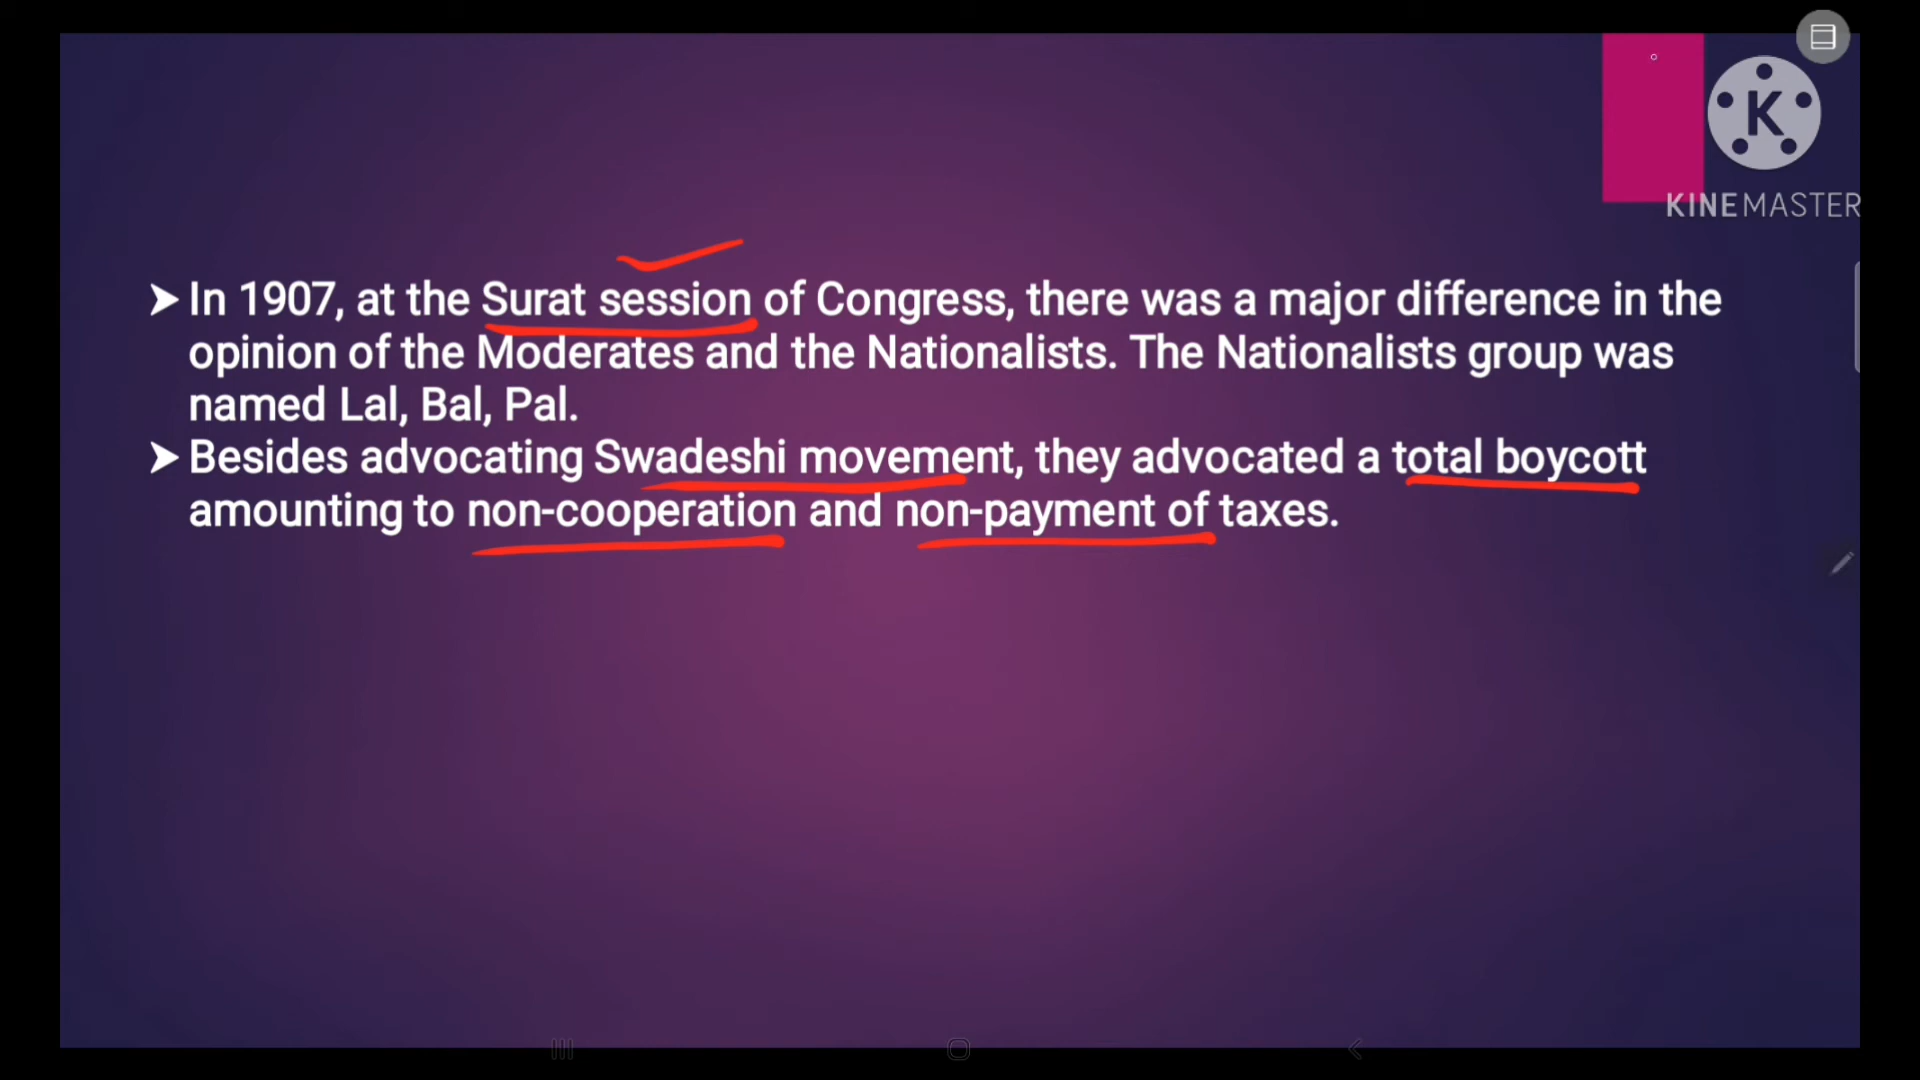 K
KINEMASTER
➤ In 1907, at the Surat session of Congress, there was a major difference in the
opinion of the Moderates and the Nationalists. The Nationalists group was
named Lal, Bal, Pal.
➤ Besides advocating Swadeshi movement, they advocated a total boycott
amounting to non-cooperation and non-payment of taxes.